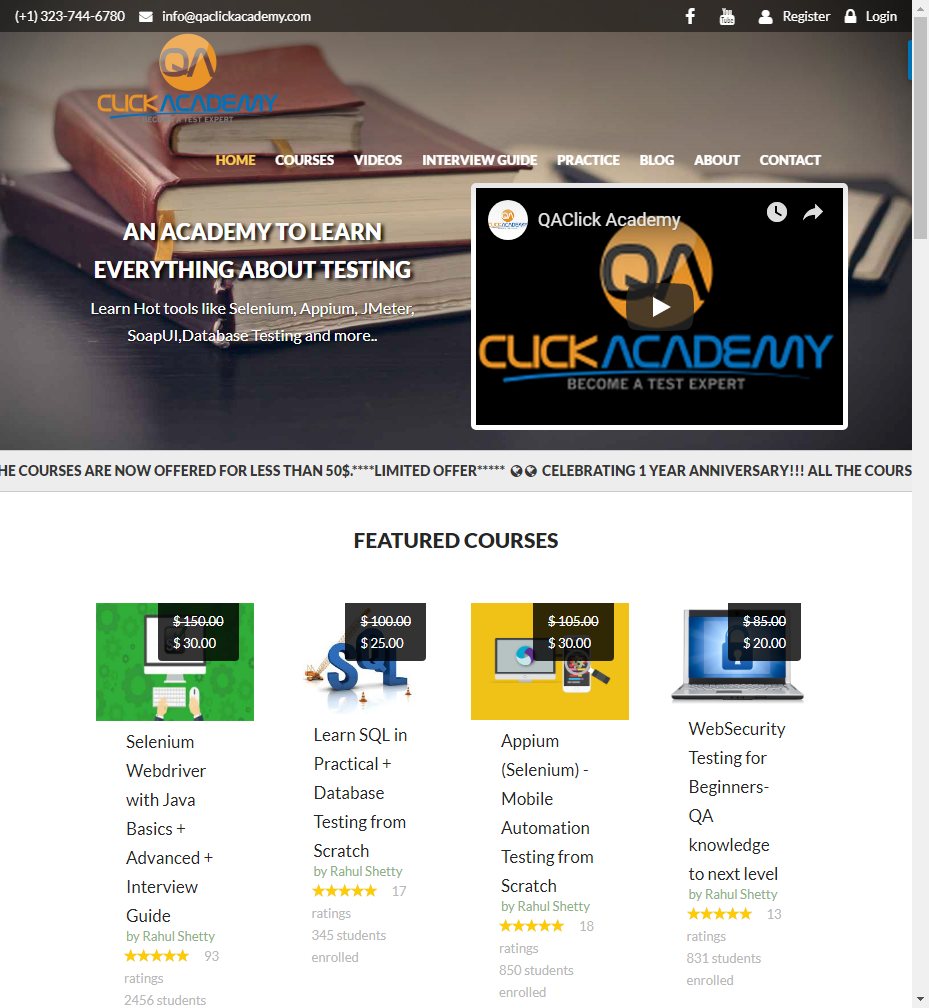 (+1) 323-744-6780 info@qaclickacademy.com You Tube Register Login
QA
CLICKACADEMY
BECOME A TEST EXPERT
HOME COURSES VIDEOS INTERVIEW GUIDE PRACTICE BLOG ABOUT CONTACT
AN ACADEMY TO LEARN
EVERYTHING ABOUT TESTING
Learn Hot tools like Selenium, Appium, JMeter,
SoapUI,Database Testing and more..
QAClick Academy
QA
CLICKACADEMY
BECOME A TEST EXPERT
HE COURSES ARE NOW OFFERED FOR LESS THAN 50$.****LIMITED OFFER***** CELEBRATING 1 YEAR ANNIVERSARY!!! ALL THE COURS
FEATURED COURSES
$ 150.00
$ 30.00
Selenium
Webdriver
with Java
Basics +
Advanced +
Interview
Guide
by Rahul Shetty
93
ratings
2456 students
$ 100.00
$ 25.00
SQL
Learn SQL in
Practical +
Database
Testing from
Scratch
by Rahul Shetty
17
ratings
345 students
enrolled
$ 105.00
$ 30.00
Appium
(Selenium) -
Mobile
Automation
Testing from
Scratch
by Rahul Shetty
18
ratings
850 students
enrolled
$ 85.00
$ 20.00
WebSecurity
Testing for
Beginners-
QA
knowledge
to next level
by Rahul Shetty
13
ratings
831 students
enrolled